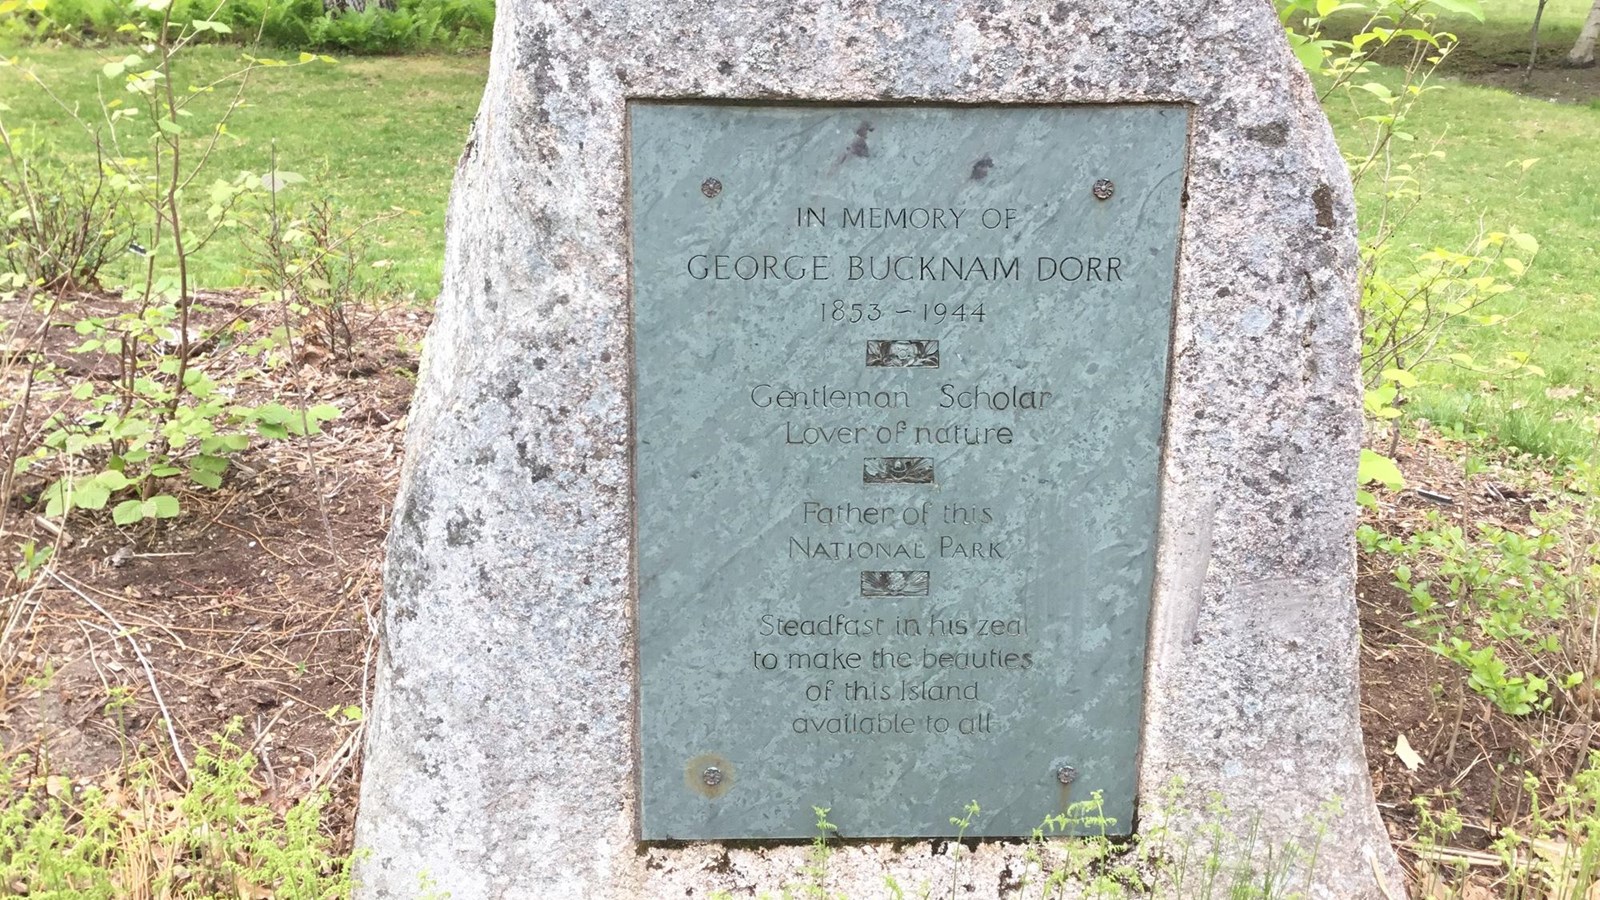 IN MEMORY OF
GEORGE BUCKNAM DORR
1853 – 1944
Gentleman Scholar
Lover of nature
Father of this
NATIONAL PARK
Steadfast in his zeal
to make the beauties
of this Island
available to all